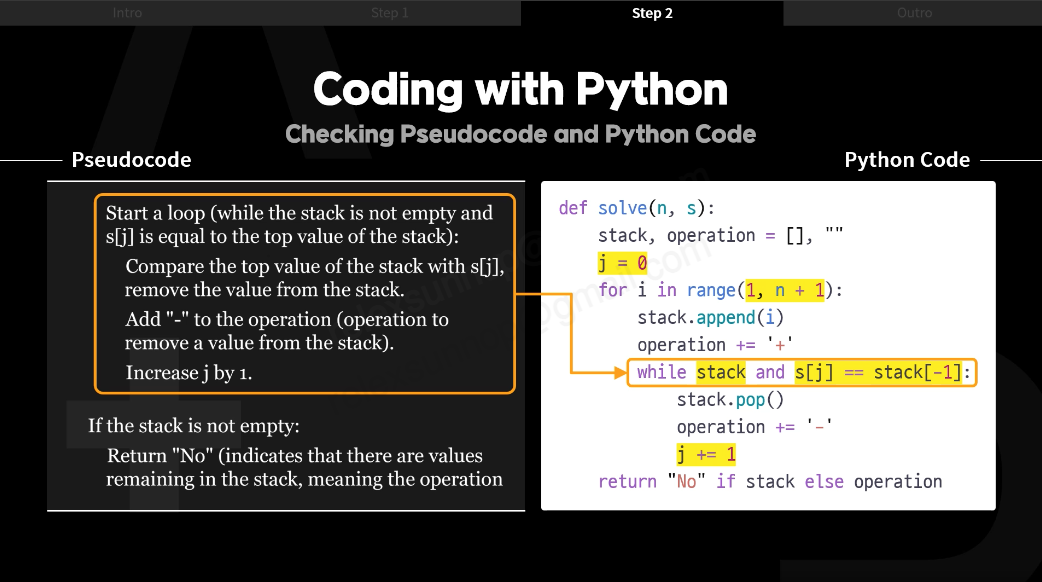 Intro
Step 1
Step 2
Outro
Coding with Python
Checking Pseudocode and Python Code
Pseudocode
Python Code
Start a loop (while the stack is not empty and
s[j] is equal to the top value of the stack):
Compare the top value of the stack with s[j],
remove the value from the stack.
Add "-" to the operation (operation to
remove a value from the stack).
Increase j by 1.
If the stack is not empty:
Return "No" (indicates that there are values
remaining in the stack, meaning the operation
def solve(n, s):
stack, operation = [], ""
j = 0
for i in range(1, n + 1):
stack.append(i)
operation += '+'
while stack and s[j] == stack[-1]:
stack.pop()
operation += '-'
j += 1
return "No" if stack else operation